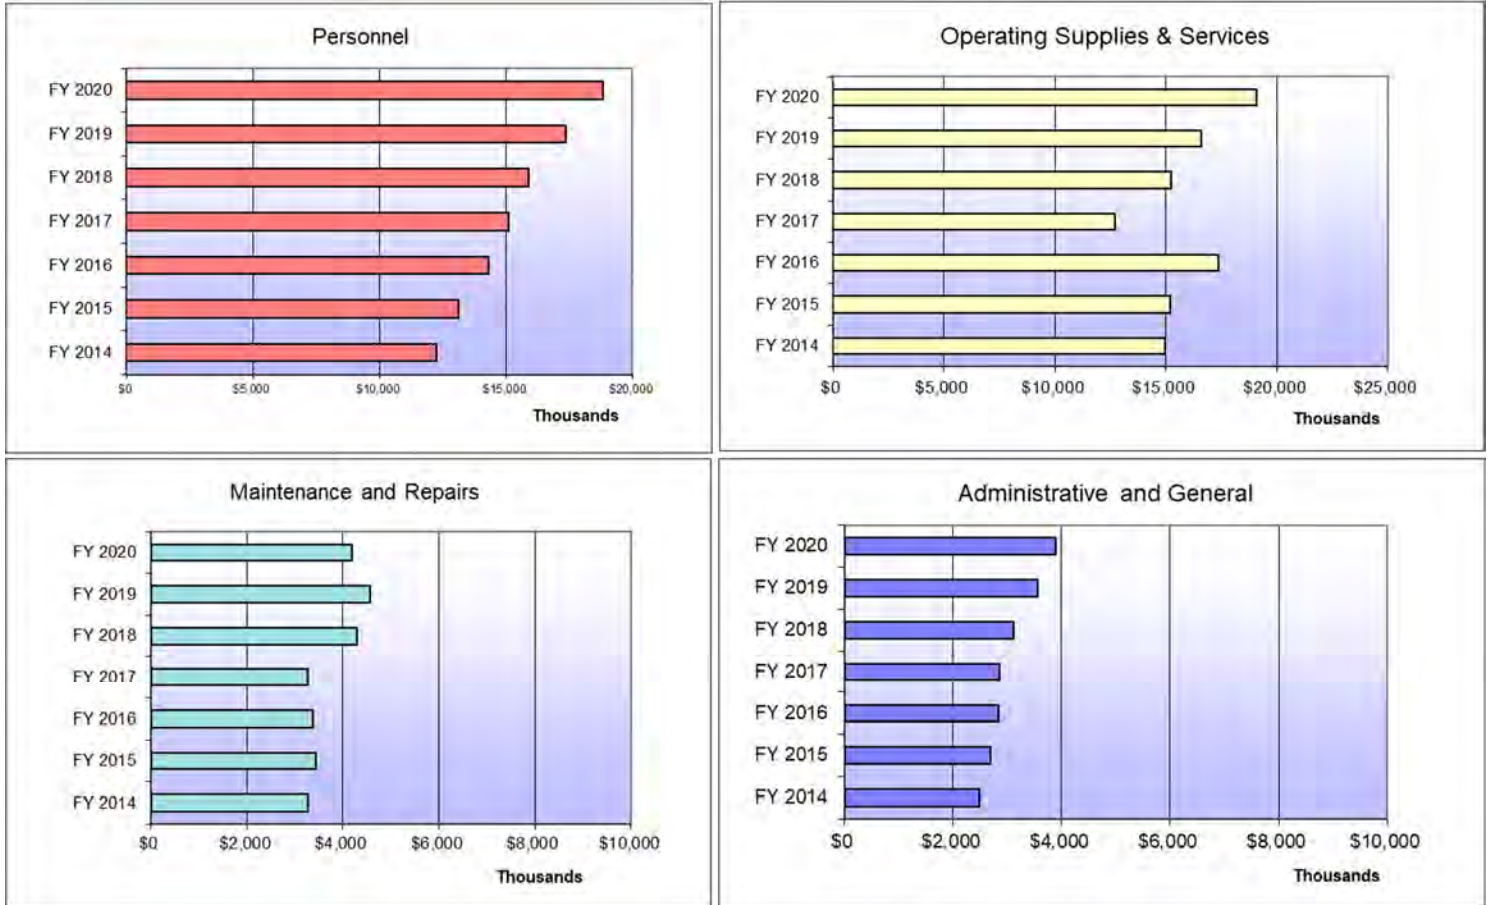 Personnel
FY 2020
FY 2019
FY 2018
FY 2017
FY 2016
FY 2015
FY 2014
$0 $5,000 $10,000 $15,000 $20,000
Thousands
Operating Supplies & Services
FY 2020
FY 2019
FY 2018
FY 2017
FY 2016
FY 2015
FY 2014
$0 $5,000 $10,000 $15,000 $20,000 $25,000
Thousands
Maintenance and Repairs
FY 2020
FY 2019
FY 2018
FY 2017
FY 2016
FY 2015
FY 2014
$0 $2,000 $4,000 $6,000 $8,000 $10,000
Thousands
Administrative and General
FY 2020
FY 2019
FY 2018
FY 2017
FY 2016
FY 2015
FY 2014
$0 $2,000 $4,000 $6,000 $8,000 $10,000
Thousands